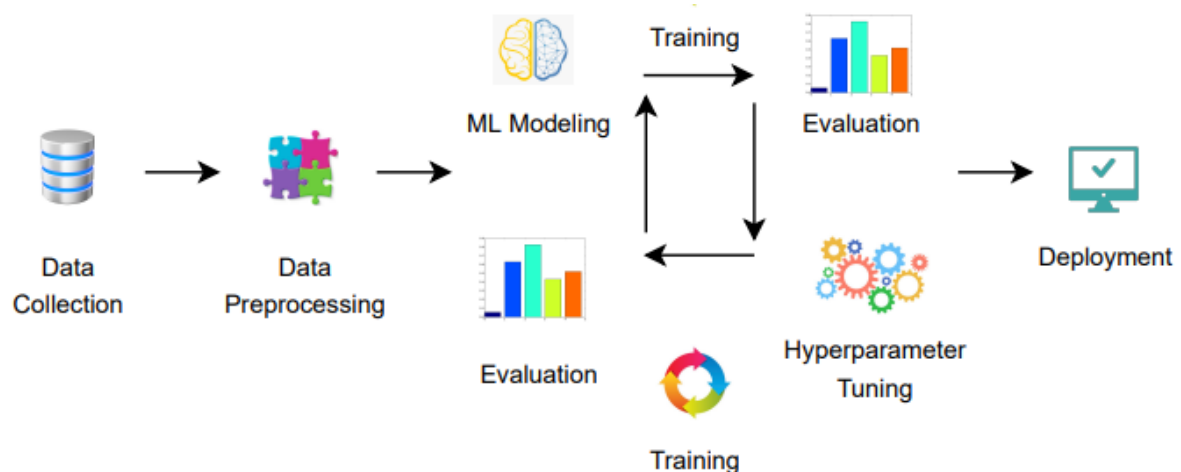 Training
ML Modeling
Evaluation
Data
Collection
Data
Preprocessing
Deployment
Evaluation
Hyperparameter
Tuning
Training